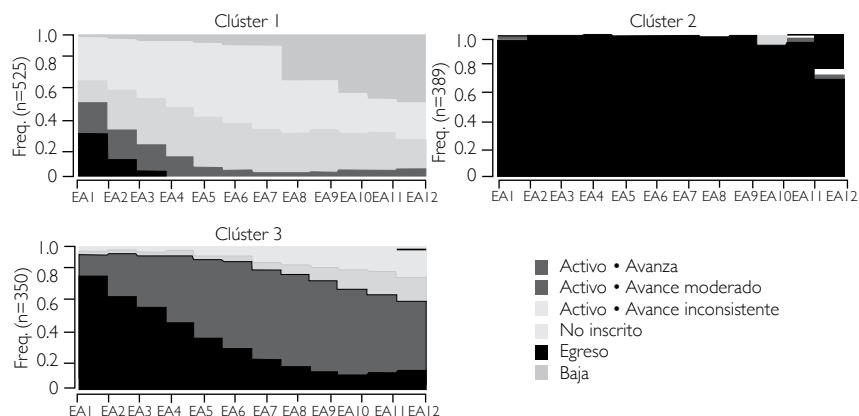 Clúster 1
Freq. (n=525)
1.0
0.8
0.6
0.4
0.2
0
EA1 EA2 EA3 EA4 EA5 EA6 EA7 EA8 EA9 EA10 EA11 EA12
Clúster 2
Freq. (n=389)
1.0
0.8
0.6
0.4
0.2
0
EA1 EA2 EA3 EA4 EA5 EA6 EA7 EA8 EA9 EA10 EA11 EA12
Clúster 3
Freq. (n=350)
1.0
0.8
0.6
0.4
0.2
0
EA1 EA2 EA3 EA4 EA5 EA6 EA7 EA8 EA9 EA10 EA11 EA12
Activo • Avanza
Activo • Avance moderado
Activo • Avance inconsistente
No inscrito
Egreso
Baja